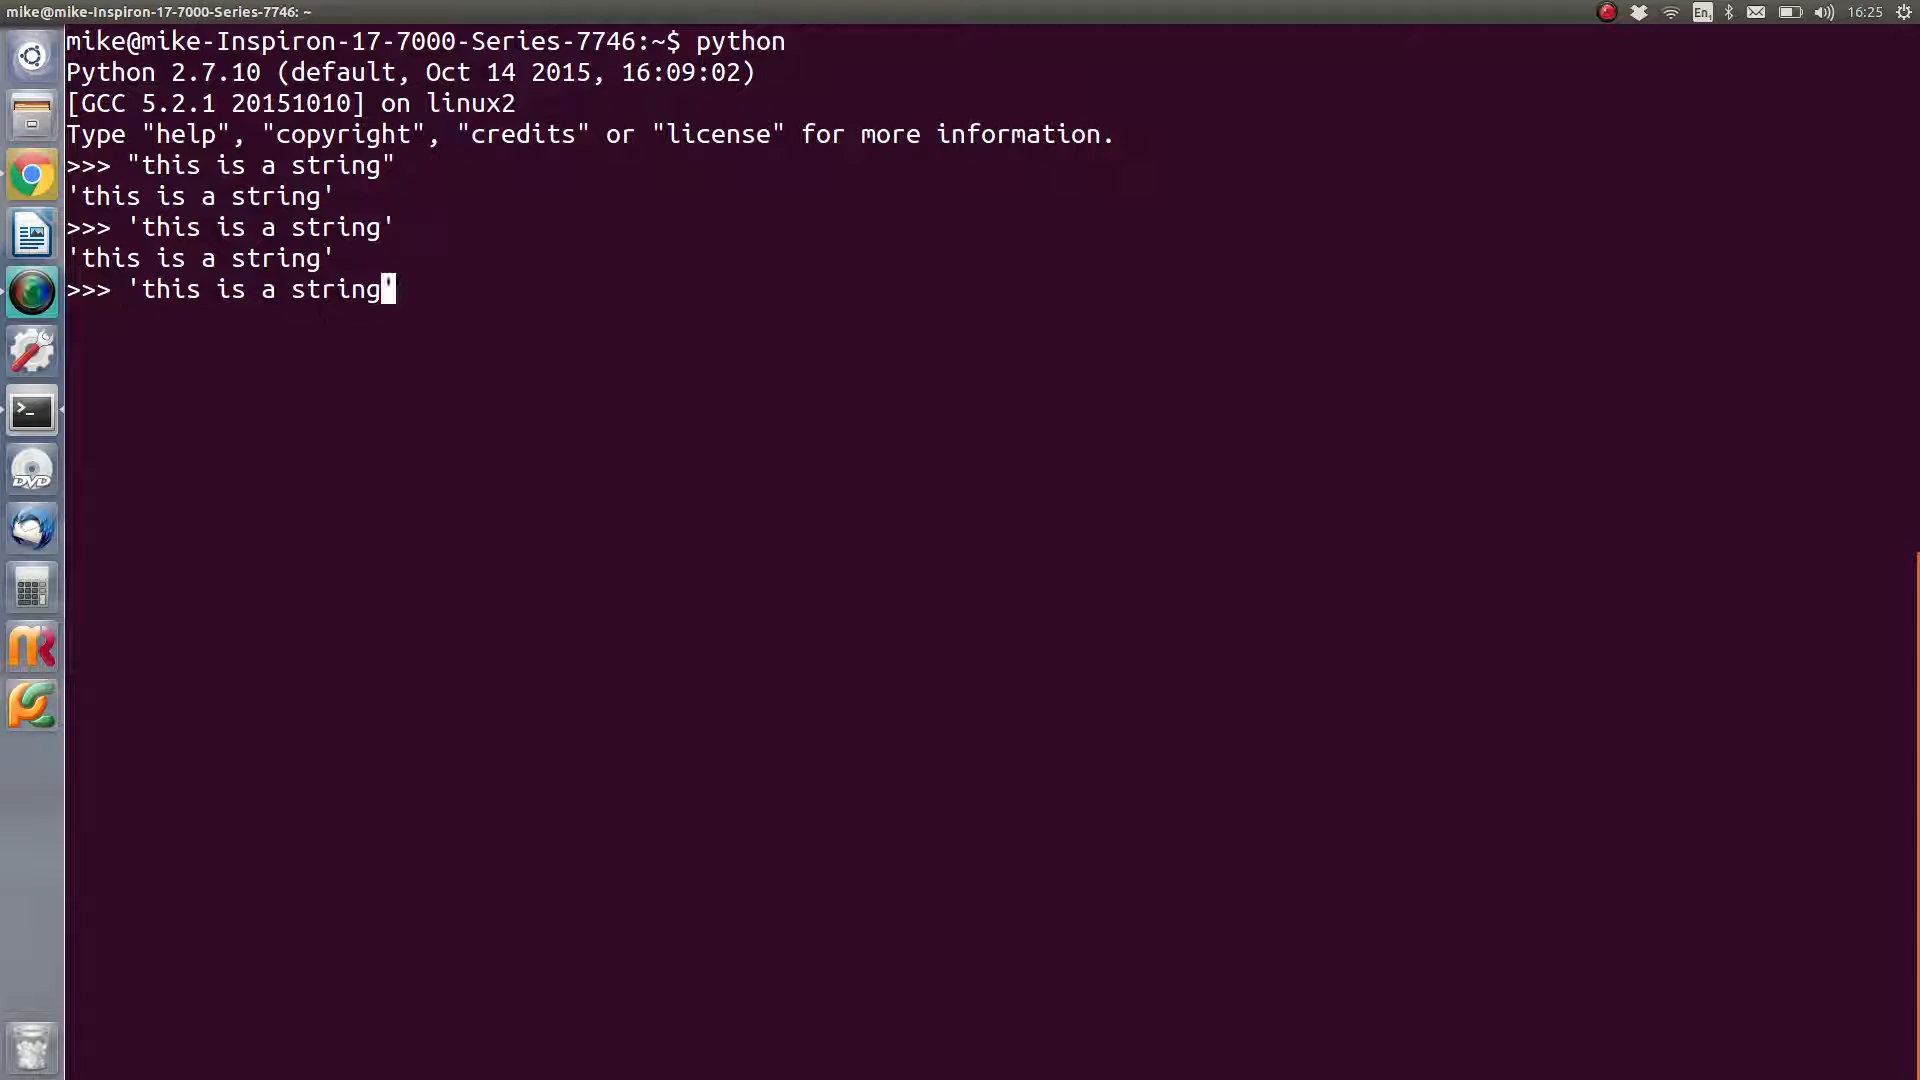 mike@mike-Inspiron-17-7000-Series-7746: ~
En₁
16:25
mike@mike-Inspiron-17-7000-Series-7746:~$ python
Python 2.7.10 (default, Oct 14 2015, 16:09:02)
[GCC 5.2.1 20151010] on linux2
Type "help", "copyright", "credits" or "license" for more information.
>>> "this is a string"
'this is a string'
>>> 'this is a string'
'this is a string'
>>> 'this is a string'
>_
DVD